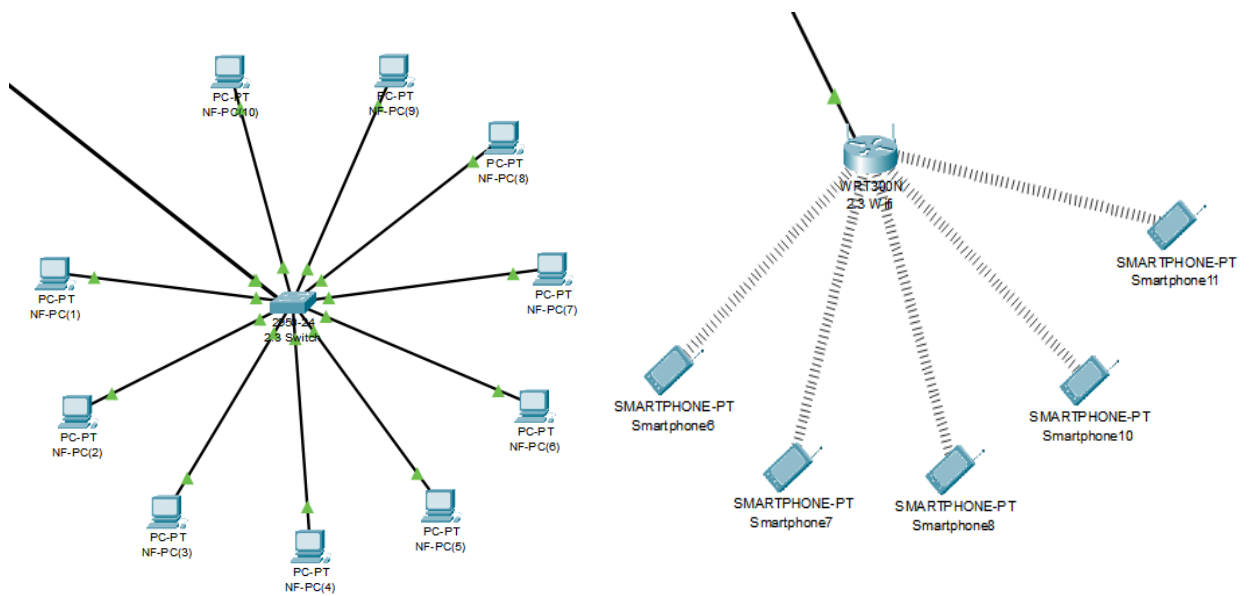 PC-PT
NF-PC(10)
PC-PT
NF-PC(9)
PC-PT
NF-PC(8)
PC-PT
NF-PC(7)
PC-PT
NF-PC(1)
2950-24
2.3 Switch
PC-PT
NF-PC(6)
PC-PT
NF-PC(2)
PC-PT
NF-PC(5)
PC-PT
NF-PC(3)
PC-PT
NF-PC(4)
WRT300N
2.3 Wifi
SMARTPHONE-PT
Smartphone11
SMARTPHONE-PT
Smartphone6
SMARTPHONE-PT
Smartphone10
SMARTPHONE-PT
Smartphone7
SMARTPHONE-PT
Smartphone8